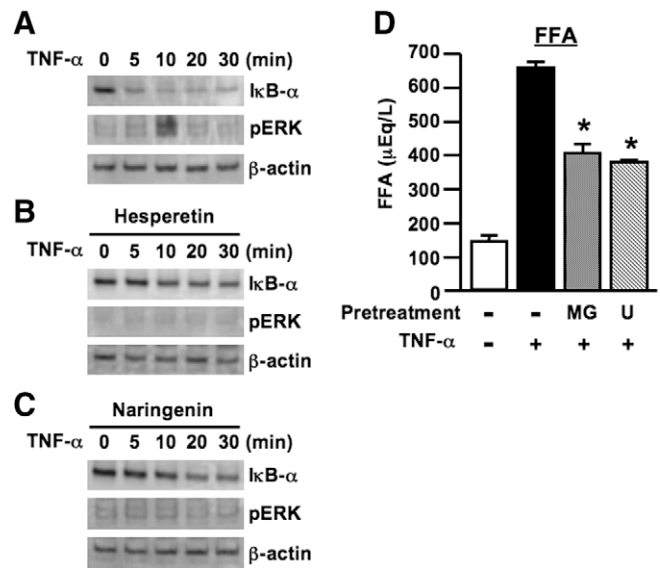 A
TNF-α 0 5 10 20 30 (min)
IκB-α
pERK
β-actin
B
Hesperetin
TNF-α 0 5 10 20 30 (min)
IκB-α
pERK
β-actin
C
Naringenin
TNF-α 0 5 10 20 30 (min)
IκB-α
pERK
β-actin
D
FFA
FFA (μEq/L)
700
600
500
400
300
200
100
0
* *
Pretreatment - - MG U
TNF-α - + + +